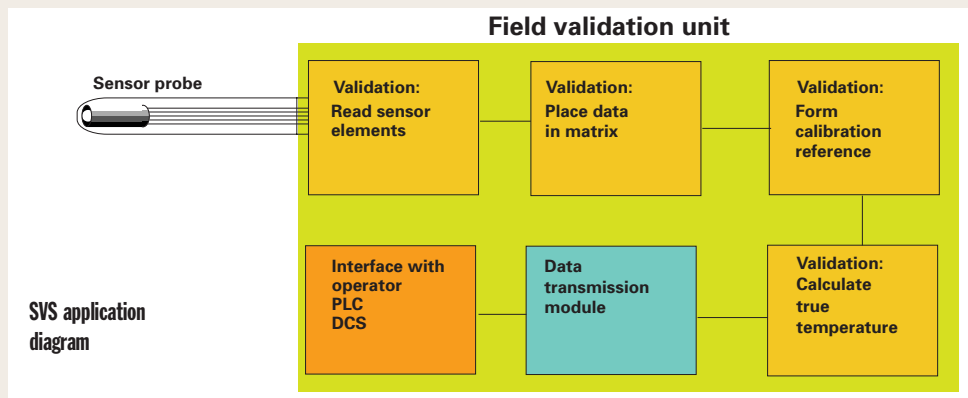 Field validation unit
Sensor probe
Validation:
Read sensor
elements
Validation:
Place data
in matrix
Validation:
Form
calibration
reference
Interface with
operator
PLC
DCS
Data
transmission
module
Validation:
Calculate
true
temperature
SVS application
diagram